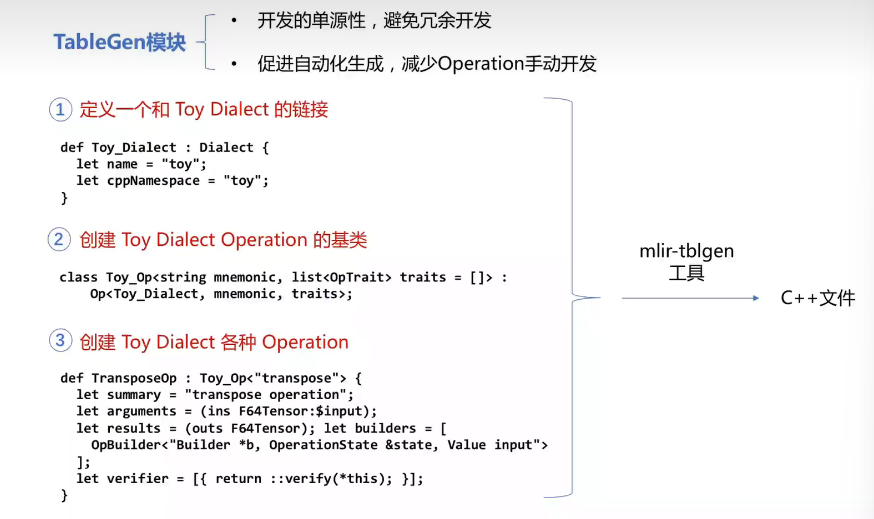 TableGen模块
• 开发的单源性，避免冗余开发
• 促进自动化生成，减少Operation手动开发
① 定义一个和 Toy Dialect 的链接
def Toy_Dialect : Dialect {
  let name = "toy";
  let cppNamespace = "toy";
}
② 创建 Toy Dialect Operation 的基类
class Toy_Op<string mnemonic, list<OpTrait> traits = []> :
    Op<Toy_Dialect, mnemonic, traits>;
③ 创建 Toy Dialect 各种 Operation
def TransposeOp : Toy_Op<"transpose"> {
  let summary = "transpose operation";
  let arguments = (ins F64Tensor:$input);
  let results = (outs F64Tensor); let builders = [
    OpBuilder<"Builder *b, OperationState &state, Value input">
  ];
  let verifier = [{ return ::verify(*this); }];
}
mlir-tblgen
工具
C++文件